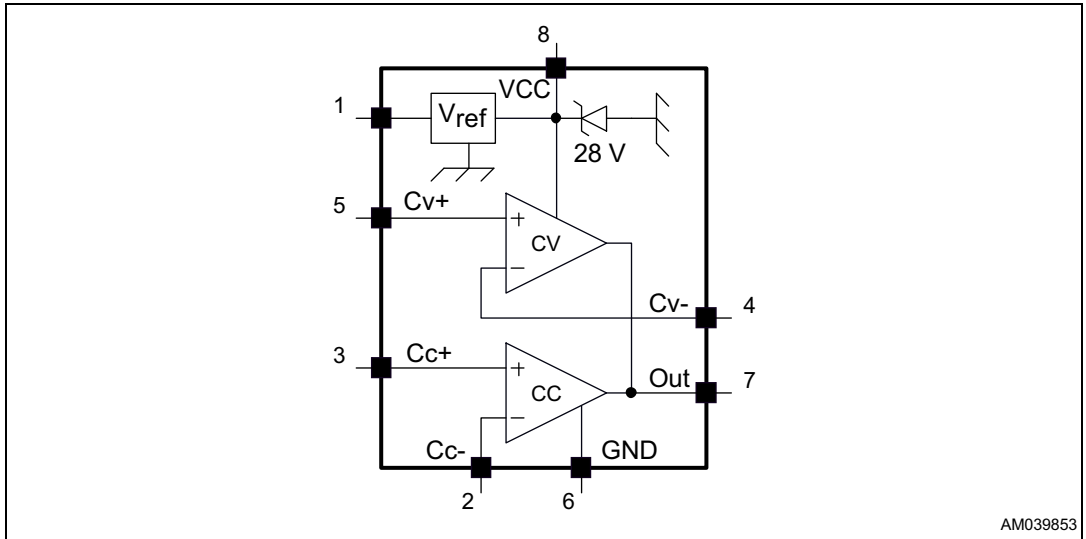 8
VCC
1
Vref
28 V
5
Cv+
+
CV
−
Cv-
4
3
Cc+
+
CC
−
Out
7
Cc-
GND
2
6
AM039853